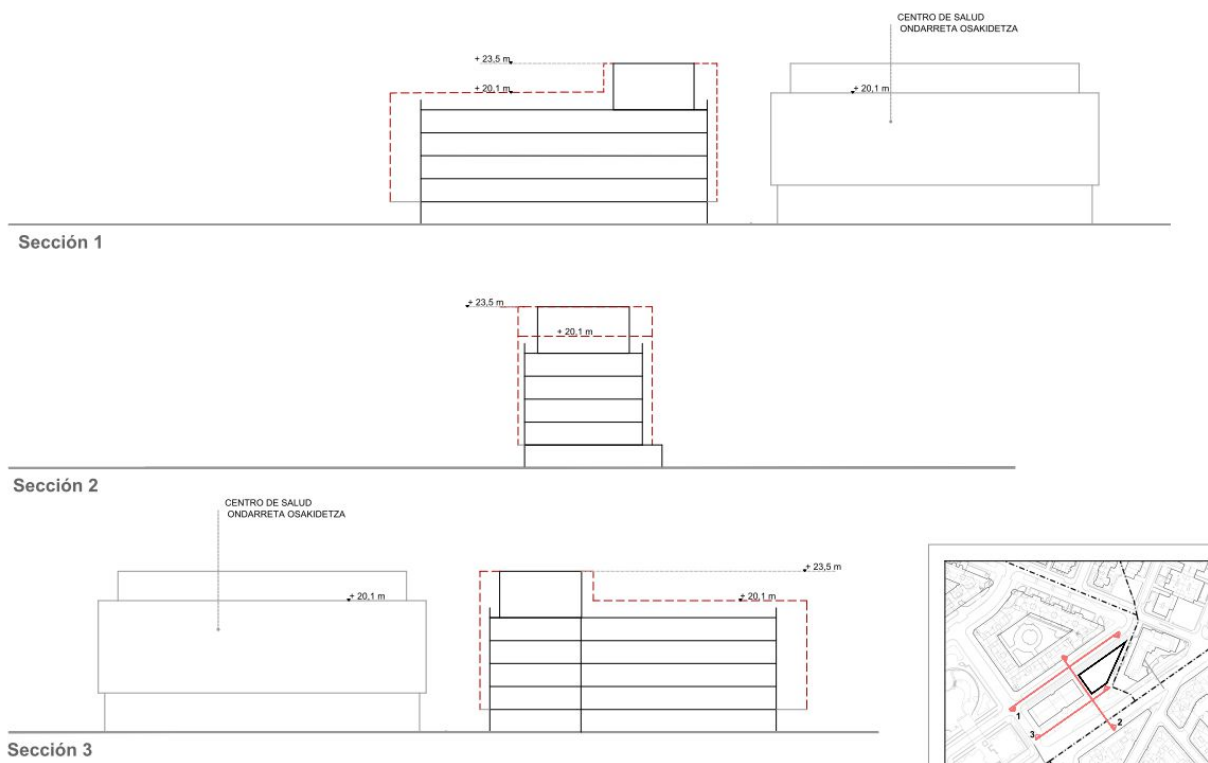 CENTRO DE SALUD
ONDARRETA OSAKIDETZA
+ 23,5 m
+ 20,1 m
+ 20,1 m
Sección 1
+ 23,5 m
+ 20,1 m
Sección 2
CENTRO DE SALUD
ONDARRETA OSAKIDETZA
+ 23,5 m
+ 20,1 m
+ 20,1 m
1
2
3
Sección 3